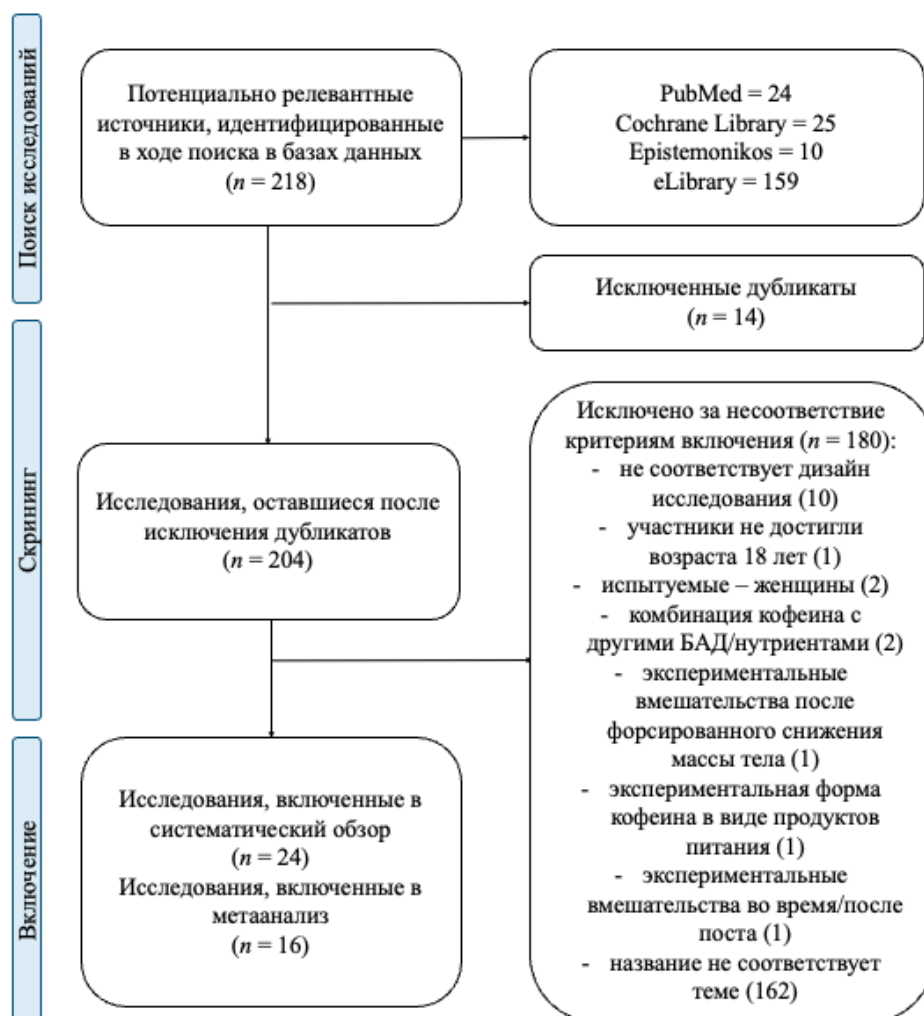 Поиск исследований
Потенциально релевантные
источники, идентифицированные
в ходе поиска в базах данных
(n = 218)
PubMed = 24
Cochrane Library = 25
Epistemonikos = 10
eLibrary = 159
Исключенные дубликаты
(n = 14)
Скрининг
Исследования, оставшиеся после
исключения дубликатов
(n = 204)
Исключено за несоответствие
критериям включения (n = 180):
- не соответствует дизайн
исследования (10)
- участники не достигли
возраста 18 лет (1)
- испытуемые – женщины (2)
- комбинация кофеина с
другими БАД/нутриентами (2)
- экспериментальные
вмешательства после
форсированного снижения
массы тела (1)
- экспериментальная форма
кофеина в виде продуктов
питания (1)
- экспериментальные
вмешательства во время/после
поста (1)
- название не соответствует
теме (162)
Включение
Исследования, включенные в
систематический обзор
(n = 24)
Исследования, включенные в
метаанализ
(n = 16)